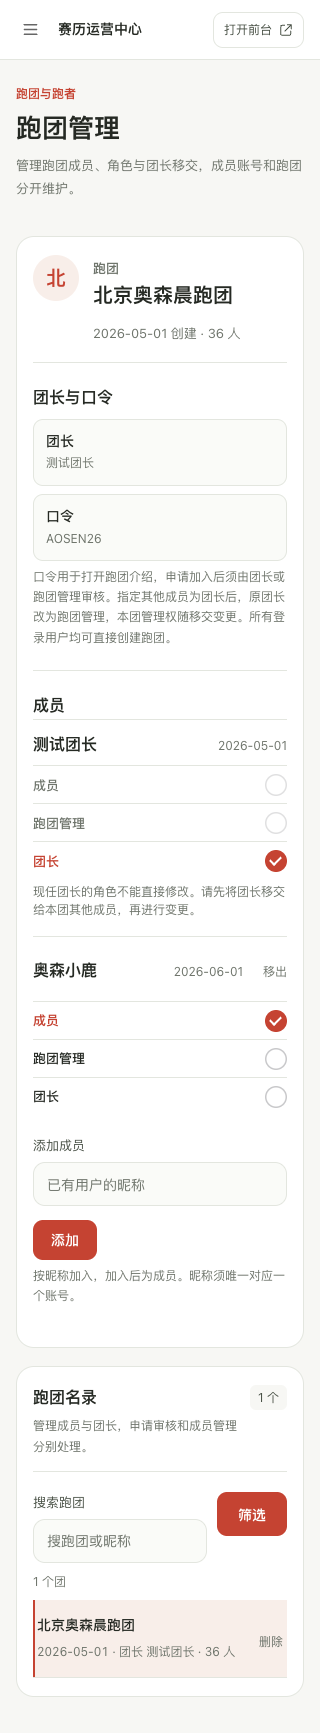 赛历运营中心
打开前台
跑团与跑者
跑团管理
管理跑团成员、角色与团长移交，成员账号和跑团
分开维护。
北
跑团
北京奥森晨跑团
2026-05-01 创建 · 36 人
团长与口令
团长
测试团长
口令
AOSEN26
口令用于打开跑团介绍，申请加入后须由团长或
跑团管理审核。指定其他成员为团长后，原团长
改为跑团管理，本团管理权随移交变更。所有登
录用户均可直接创建跑团。
成员
测试团长 2026-05-01
成员
跑团管理
团长
现任团长的角色不能直接修改。请先将团长移交
给本团其他成员，再进行变更。
奥森小鹿 2026-06-01 移出
成员
跑团管理
团长
添加成员
已有用户的昵称
添加
按昵称加入，加入后为成员。昵称须唯一对应一
个账号。
跑团名录 1 个
管理成员与团长，申请审核和成员管理
分别处理。
搜索跑团
搜跑团或昵称
筛选
1 个团
北京奥森晨跑团
2026-05-01 · 团长 测试团长 · 36 人
删除